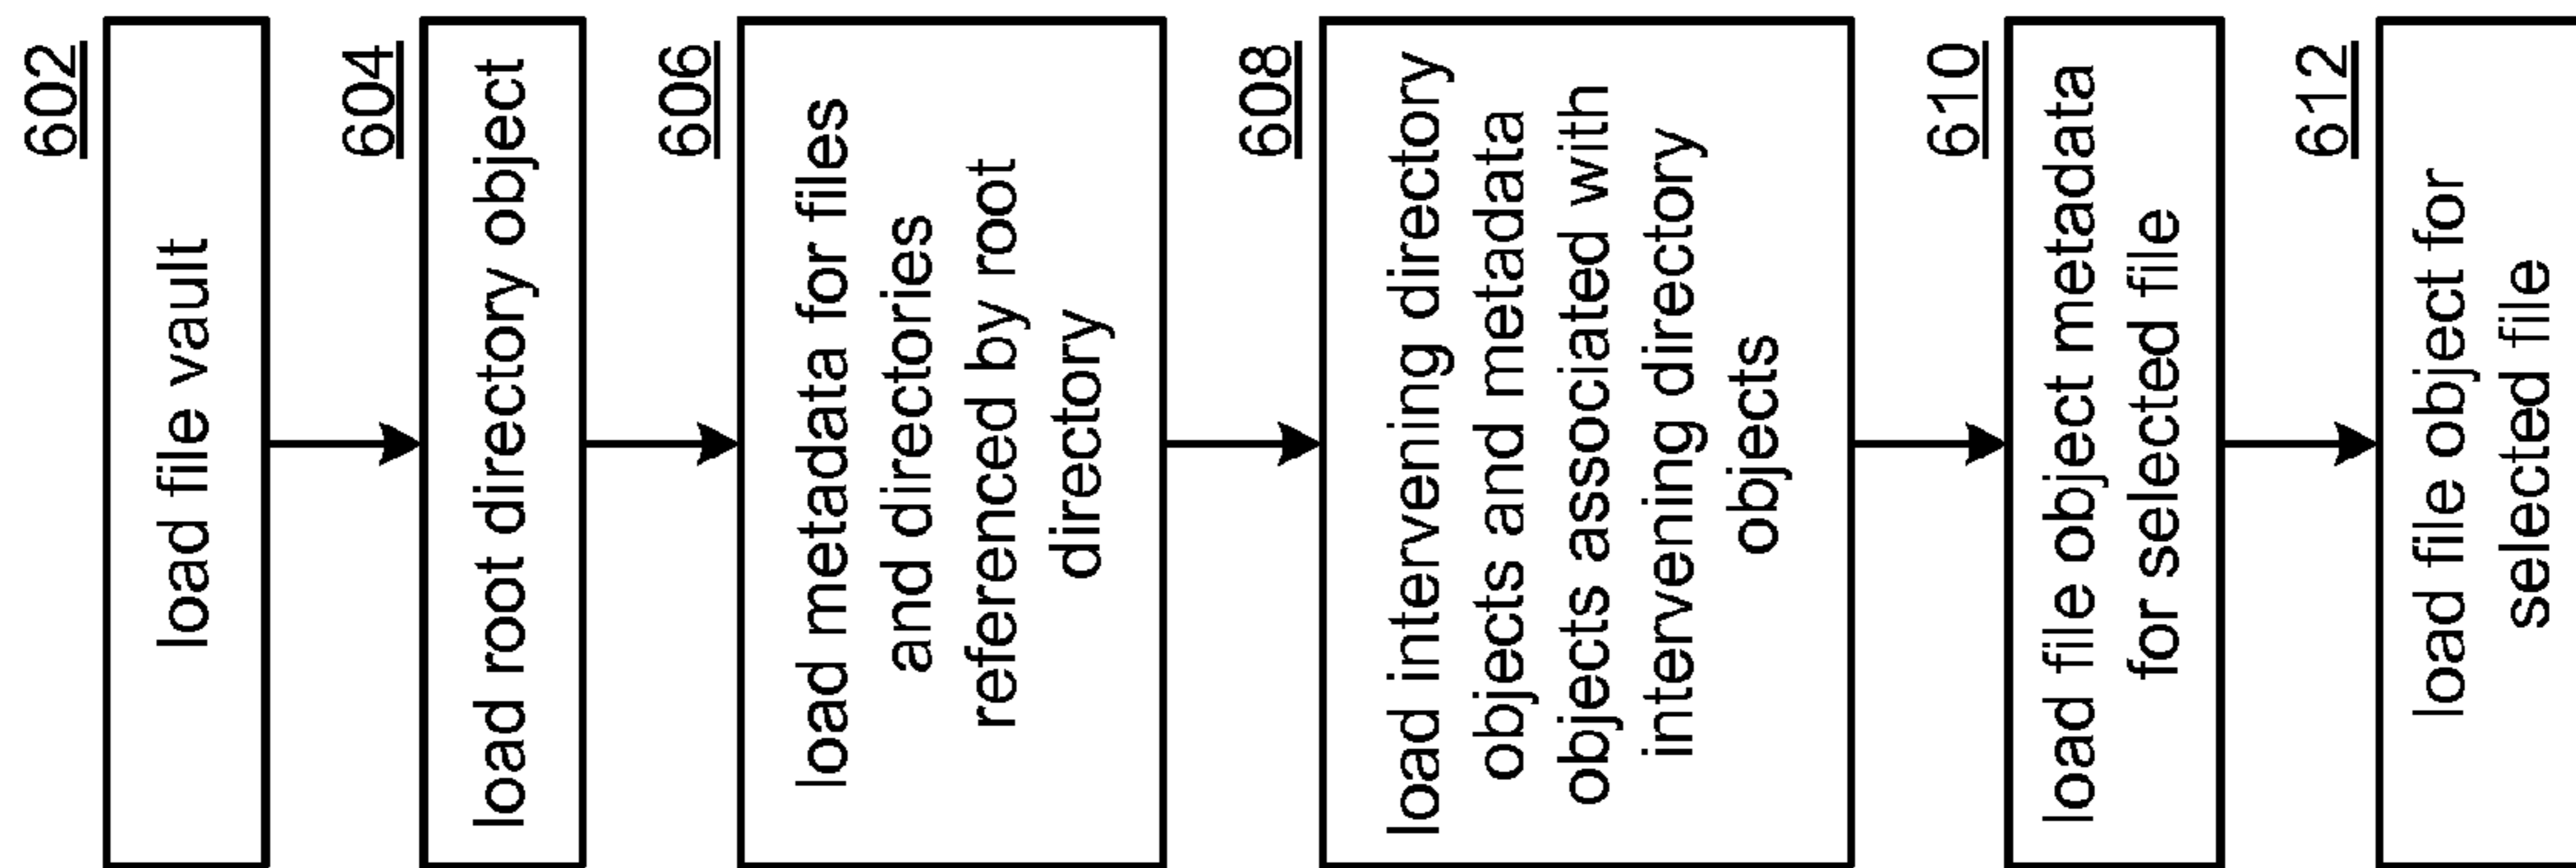 602
load file vault
604
load root directory object
606
load metadata for files
and directories
referenced by root
directory
608
load intervening directory
objects and metadata
objects associated with
intervening directory
objects
610
load file object metadata
for selected file
612
load file object for
selected file